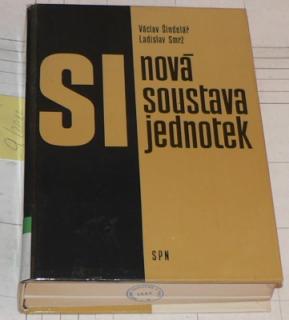 Václav Šindelář
Ladislav Smrž
SI
nová
soustava
jednotek
SPN